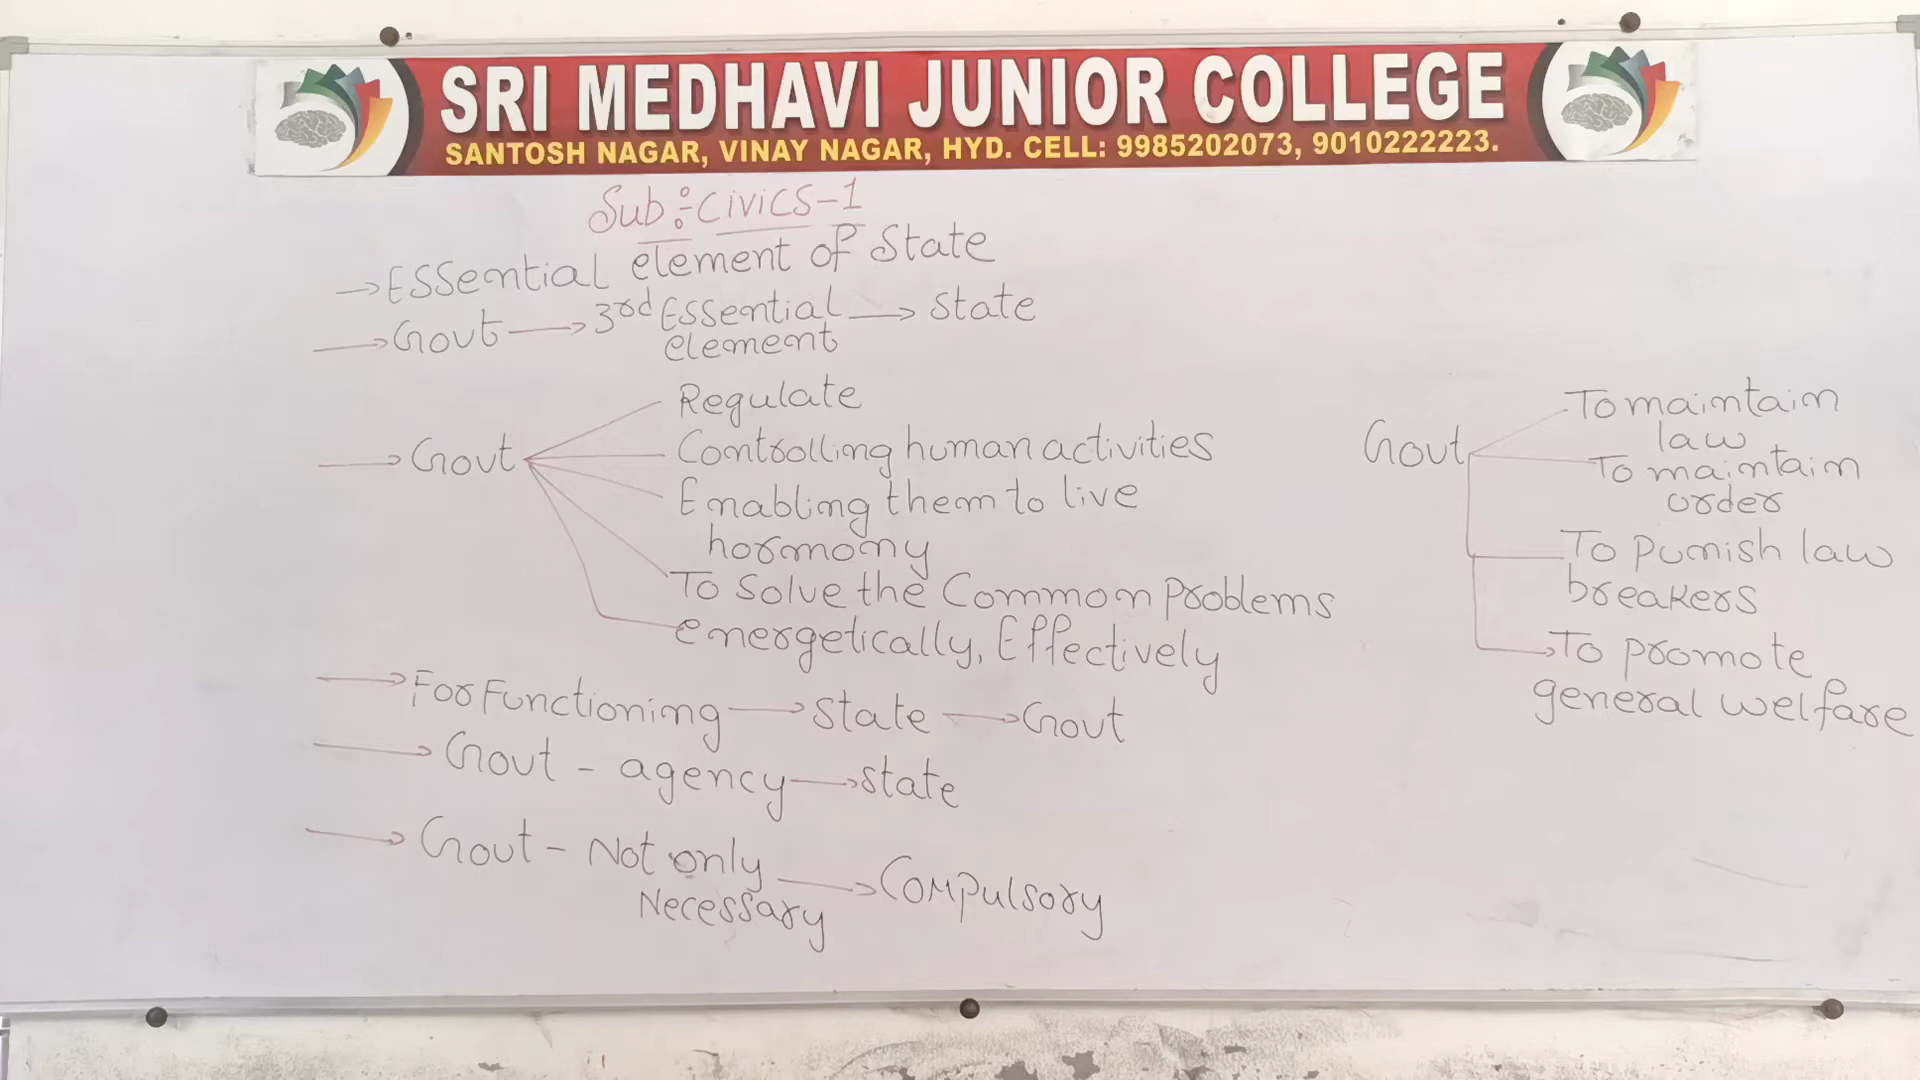 SRI MEDHAVI JUNIOR COLLEGE
SANTOSH NAGAR, VINAY NAGAR, HYD. CELL: 9985202073, 9010222223.
Sub:-CiviCS-1
→ESSential element of State
→Govt→3rd ESSential → State
element
→Govt
Regulate
Controlling human activities
Enabling them to live
hormony
To Solve the Common Problems
energetically, Effectively
→For Functioning→State→Govt
→Govt - agency→State
→Govt - Not only → Compulsory
Necessary
Govt
To maintain
law
To maintain
order
To punish law
breakers
→To promote
general welfare